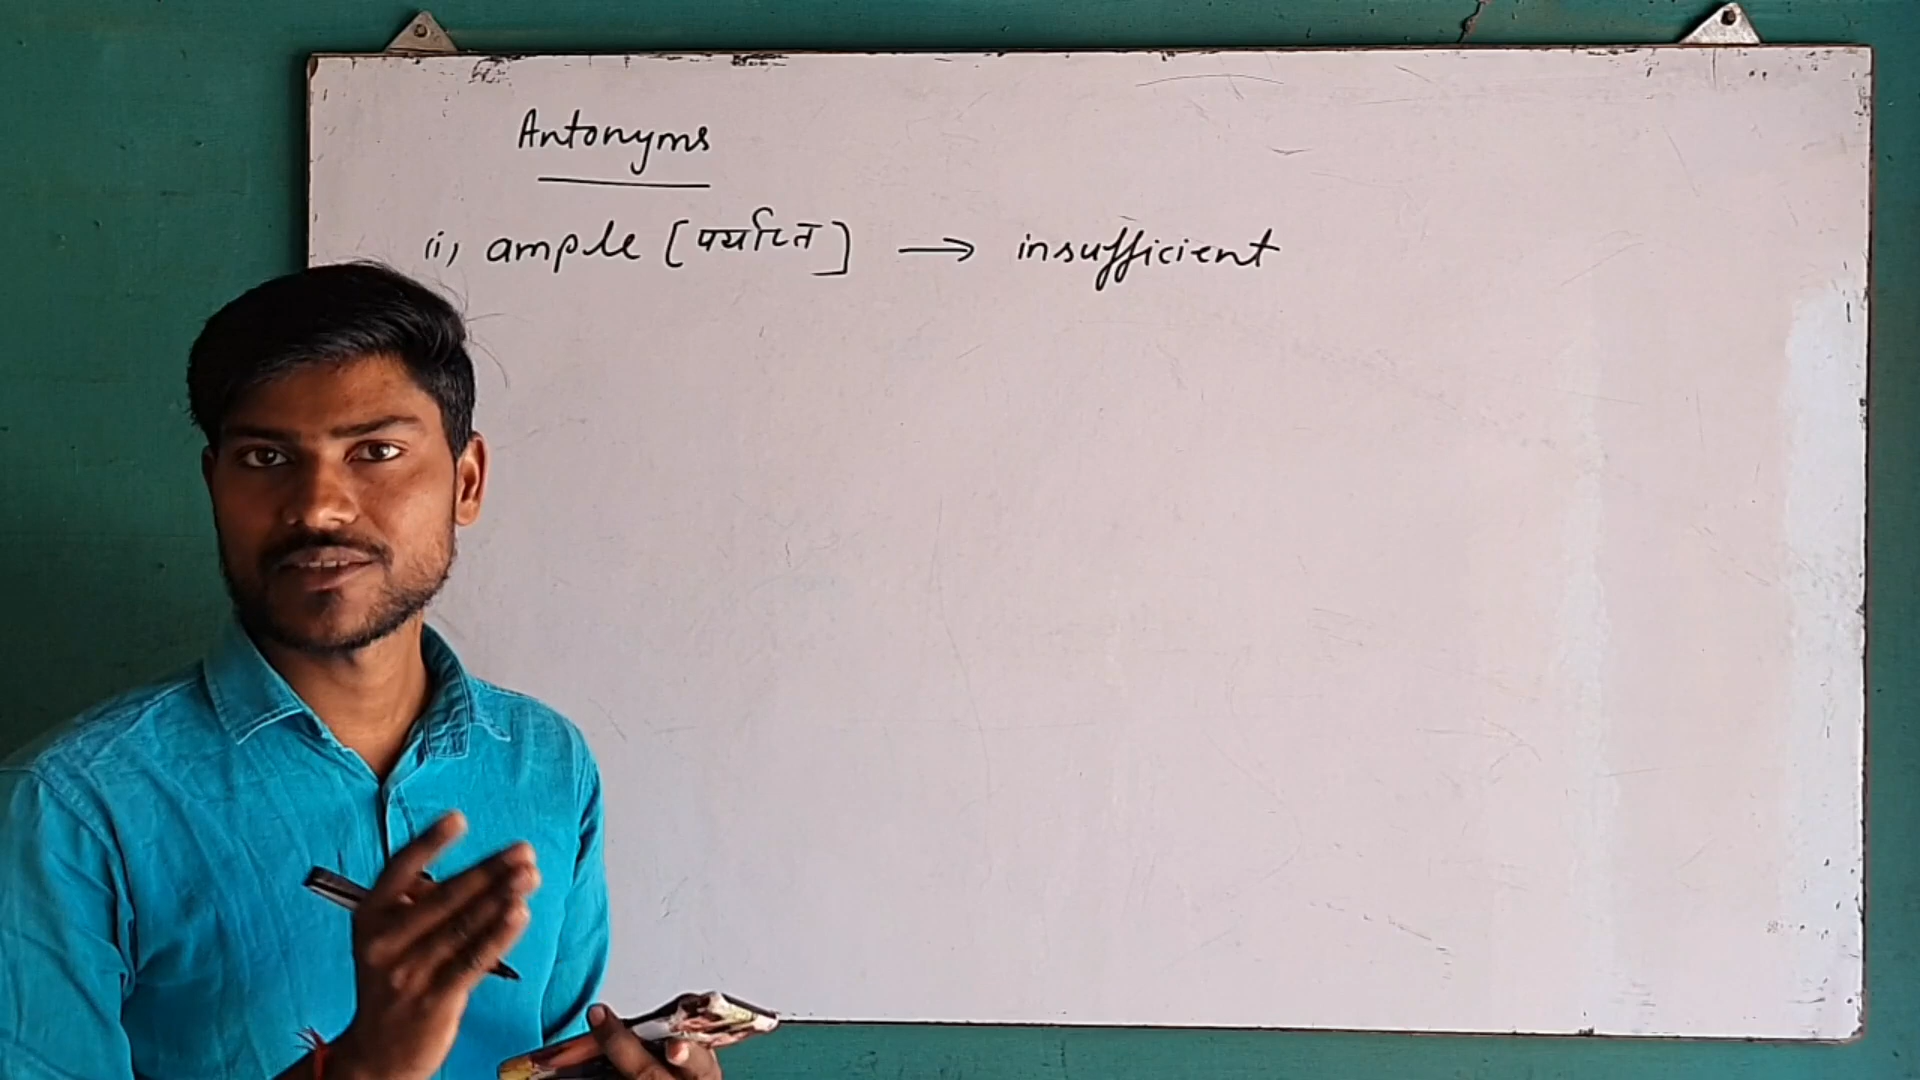 Antonyms
(i) ample [पर्याप्त] → insufficient